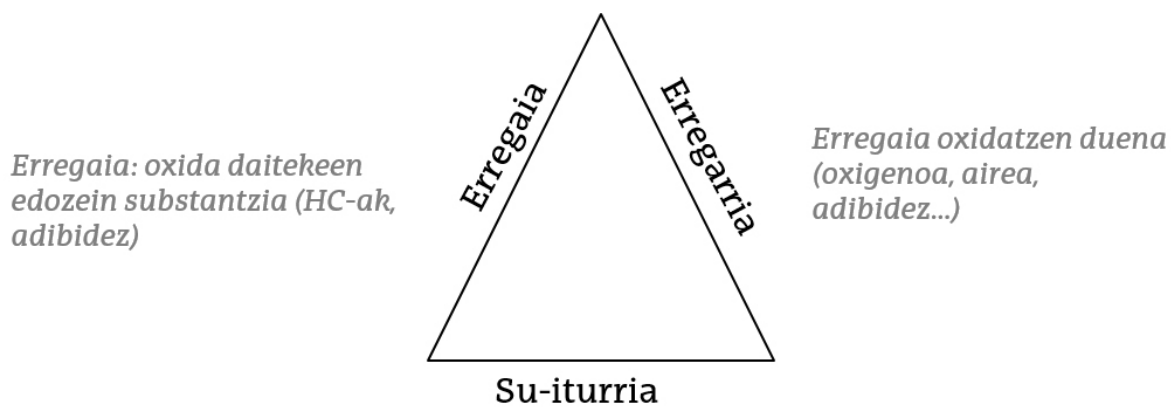 Erregaia: oxida daitekeen
edozein substantzia (HC-ak,
adibidez)
Erregaia
Erregarria
Erregaia oxidatzen duena
(oxigenoa, airea,
adibidez...)
Su-iturria